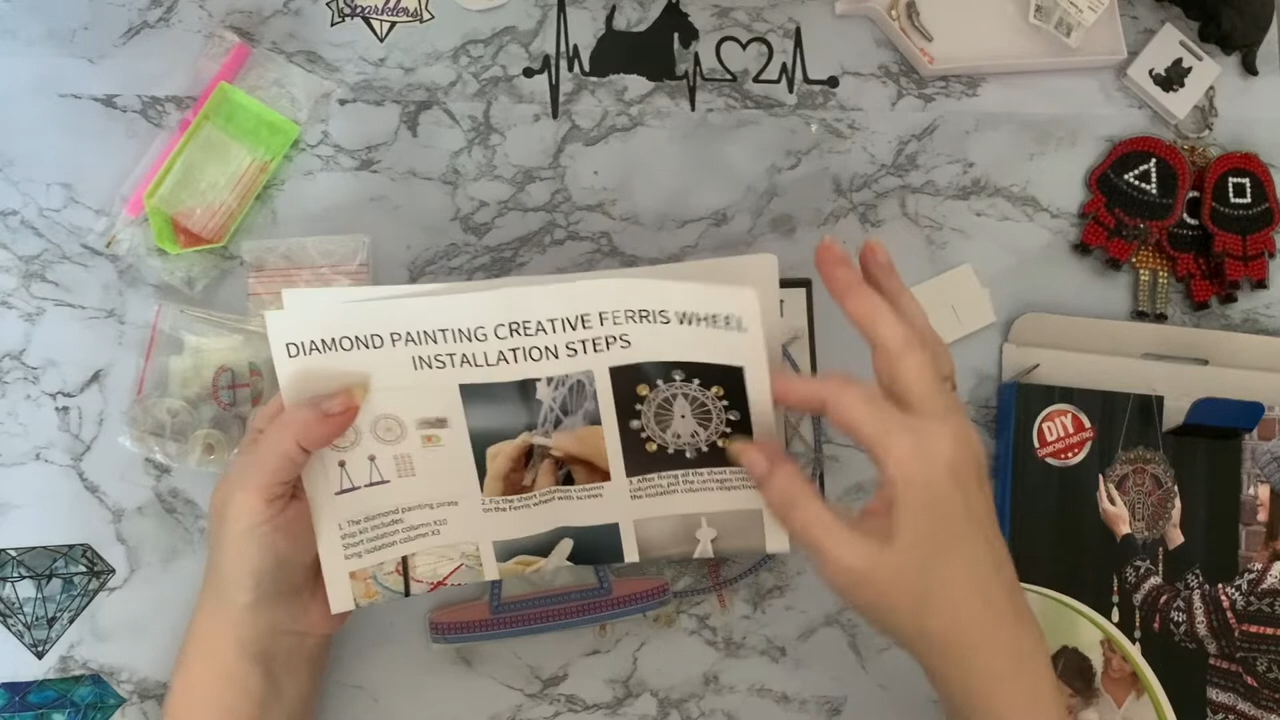 Sparklers
DIAMOND PAINTING CREATIVE FERRIS WHEEL
INSTALLATION STEPS
1. The diamond painting pirate
ship kit includes:
Short isolation column X10
long isolation column X3
2. Fix the short isolation column
on the Ferris wheel with screws
3. After fixing all the short isolation
columns, put the carriages into
the isolation columns respectively
DIY
DIAMOND PAINTING